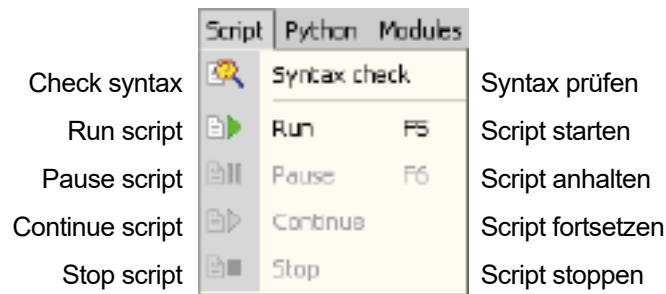 Script Python Modules
Check syntax Syntax check Syntax prüfen
Run script Run F5 Script starten
Pause script Pause F6 Script anhalten
Continue script Continue Script fortsetzen
Stop script Stop Script stoppen